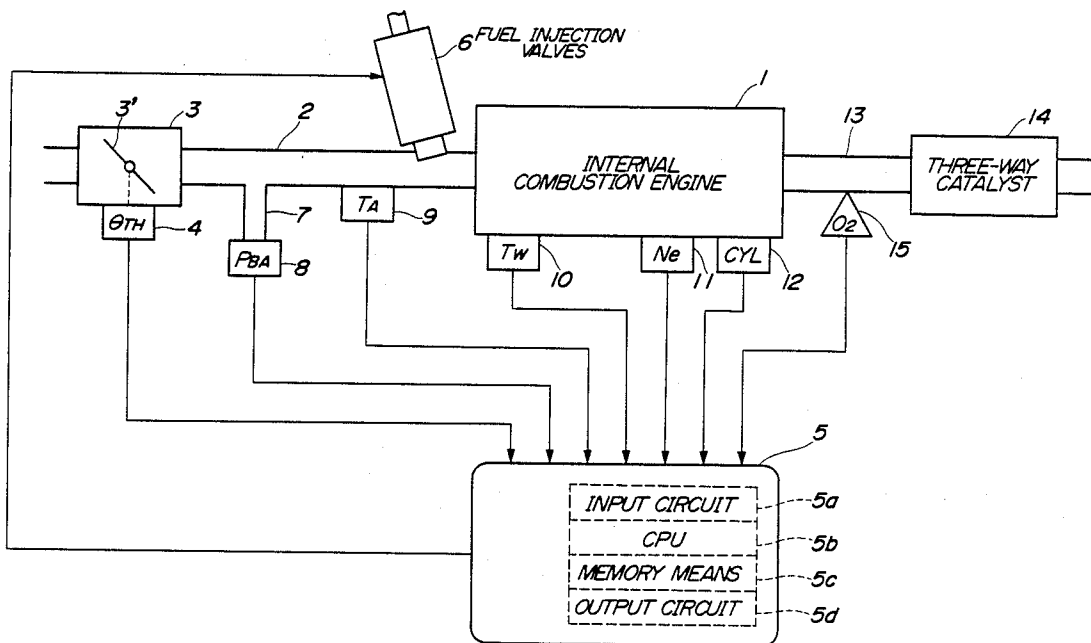 6 FUEL INJECTION
VALVES
1
3'
3
2
13
14
INTERNAL
COMBUSTION ENGINE
THREE-WAY
CATALYST
θTH
4
7
TA
9
PBA
8
TW
10
Ne
11
CYL
12
O2
15
5
INPUT CIRCUIT
5a
CPU
5b
MEMORY MEANS
5c
OUTPUT CIRCUIT
5d